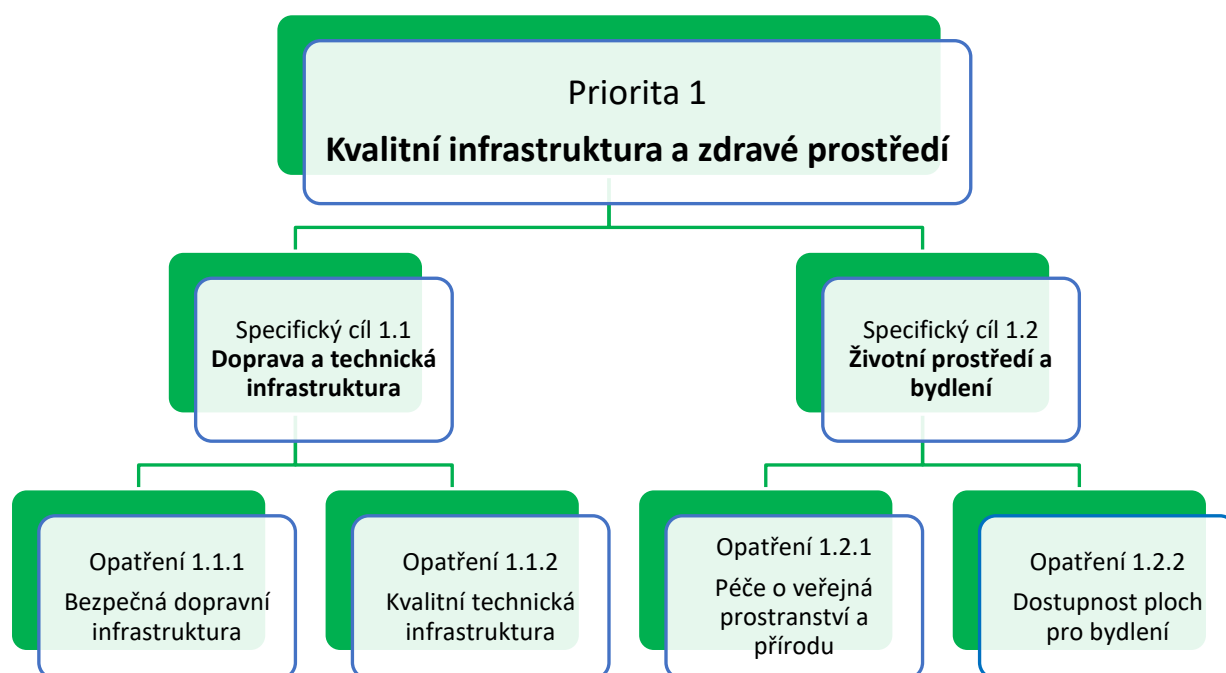 Priorita 1
Kvalitní infrastruktura a zdravé prostředí
Specifický cíl 1.1
Doprava a technická
infrastruktura
Specifický cíl 1.2
Životní prostředí a
bydlení
Opatření 1.1.1
Bezpečná dopravní
infrastruktura
Opatření 1.1.2
Kvalitní technická
infrastruktura
Opatření 1.2.1
Péče o veřejná
prostranství a
přírodu
Opatření 1.2.2
Dostupnost ploch
pro bydlení